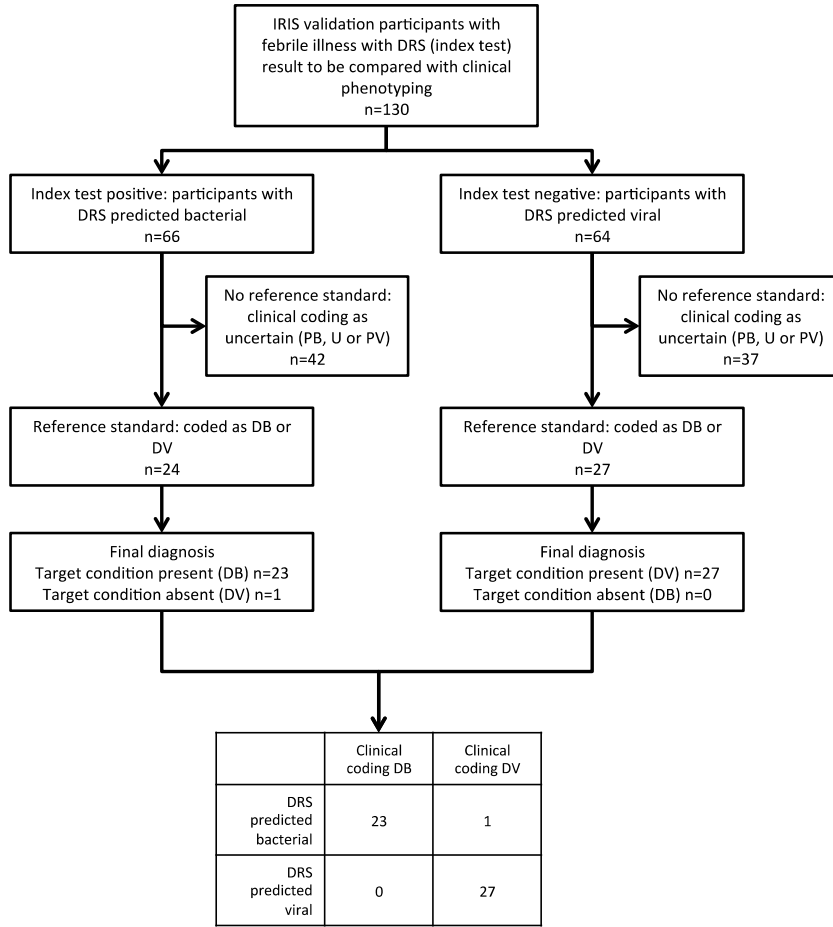 IRIS validation participants with
febrile illness with DRS (index test)
result to be compared with clinical
phenotyping
n=130
Index test positive: participants with
DRS predicted bacterial
n=66
Index test negative: participants with
DRS predicted viral
n=64
No reference standard:
clinical coding as
uncertain (PB, U or PV)
n=42
No reference standard:
clinical coding as
uncertain (PB, U or PV)
n=37
Reference standard: coded as DB or
DV
n=24
Reference standard: coded as DB or
DV
n=27
Final diagnosis
Target condition present (DB) n=23
Target condition absent (DV) n=1
Final diagnosis
Target condition present (DV) n=27
Target condition absent (DB) n=0
Clinical
coding DB
Clinical
coding DV
DRS
predicted
bacterial
23
1
DRS
predicted
viral
0
27